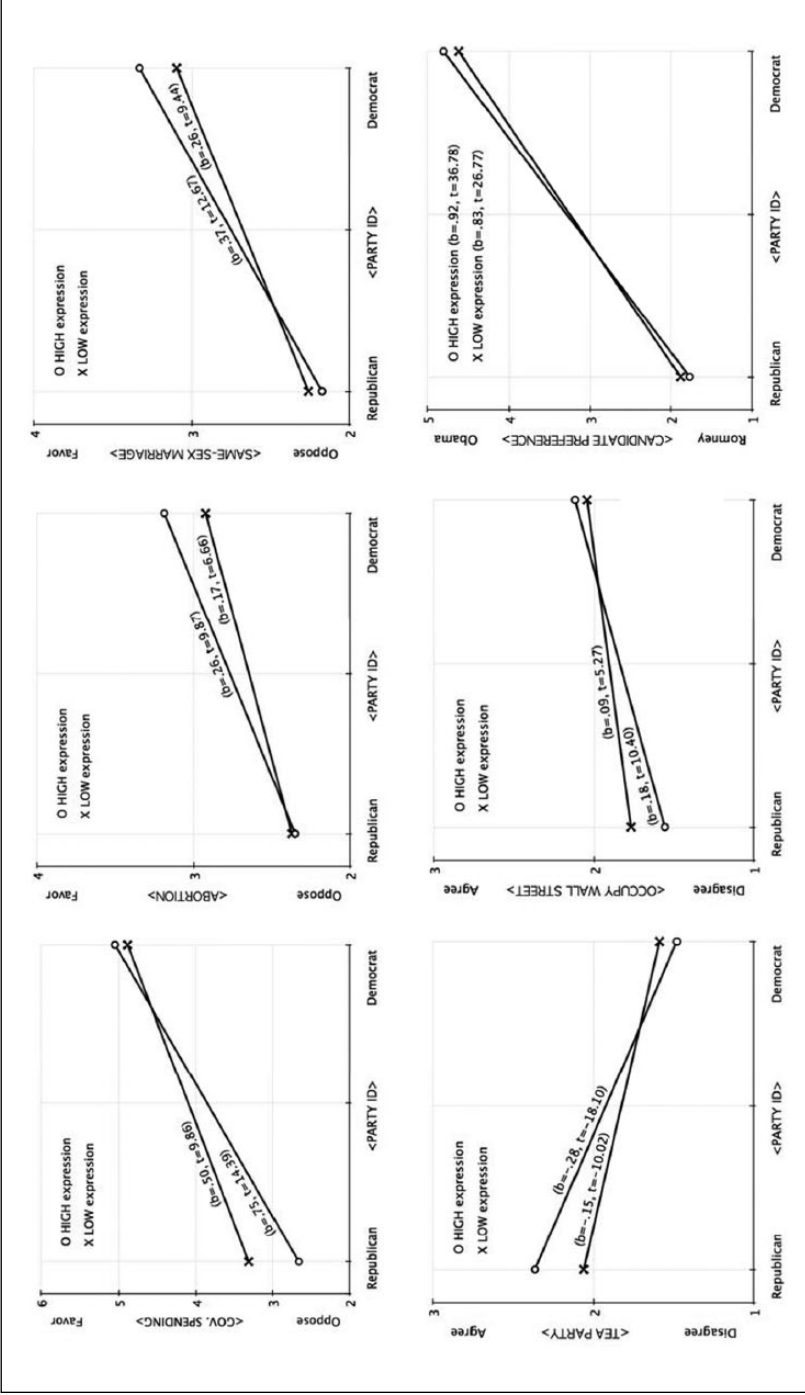 6
5
4
3
2
Favor
<GOV. SPENDING>
Oppose
O HIGH expression
X LOW expression
(b=.50, t=9.86)
(b=.75, t=14.39)
Republican
<PARTY ID>
Democrat
4
3
2
Favor
<ABORTION>
Oppose
O HIGH expression
X LOW expression
(b=.26, t=9.87)
(b=.17, t=6.66)
Republican
<PARTY ID>
Democrat
4
3
2
Favor
<SAME-SEX MARRIAGE>
Oppose
O HIGH expression
X LOW expression
(b=.37, t=12.67)
(b=.26, t=9.44)
Republican
<PARTY ID>
Democrat
3
2
1
Agree
<TEA PARTY>
Disagree
O HIGH expression
X LOW expression
(b=-.28, t=-18.10)
(b=-.15, t=-10.02)
Republican
<PARTY ID>
Democrat
3
2
1
Agree
<OCCUPY WALL STREET>
Disagree
O HIGH expression
X LOW expression
(b=.09, t=5.27)
(b=.18, t=10.40)
Republican
<PARTY ID>
Democrat
5
4
3
2
1
Obama
<CANDIDATE PREFERENCE>
Romney
O HIGH expression (b=.92, t=36.78)
X LOW expression (b=.83, t=26.77)
Republican
<PARTY ID>
Democrat